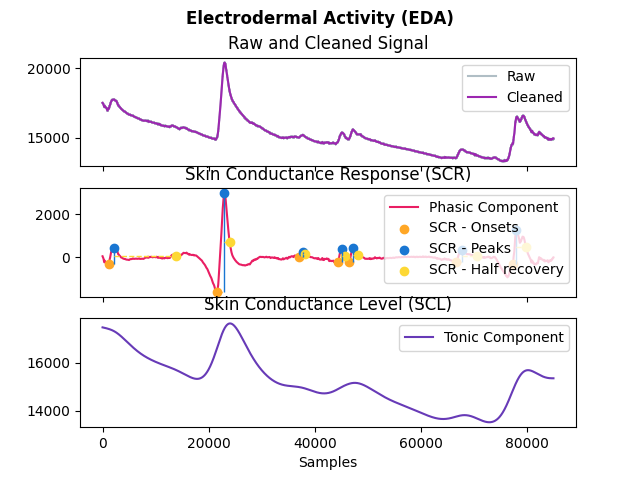 Electrodermal Activity (EDA)
Raw and Cleaned Signal
20000
15000
Raw
Cleaned
Skin Conductance Response (SCR)
2000
0
Phasic Component
SCR - Onsets
SCR - Peaks
SCR - Half recovery
Skin Conductance Level (SCL)
16000
14000
Tonic Component
0 20000 40000 60000 80000
Samples